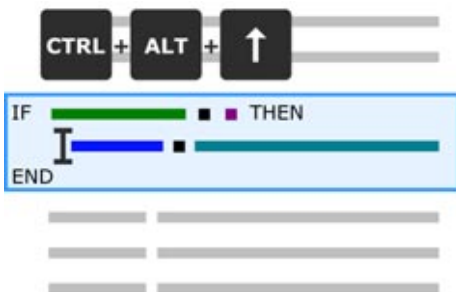 CTRL + ALT + ↑
IF THEN
END